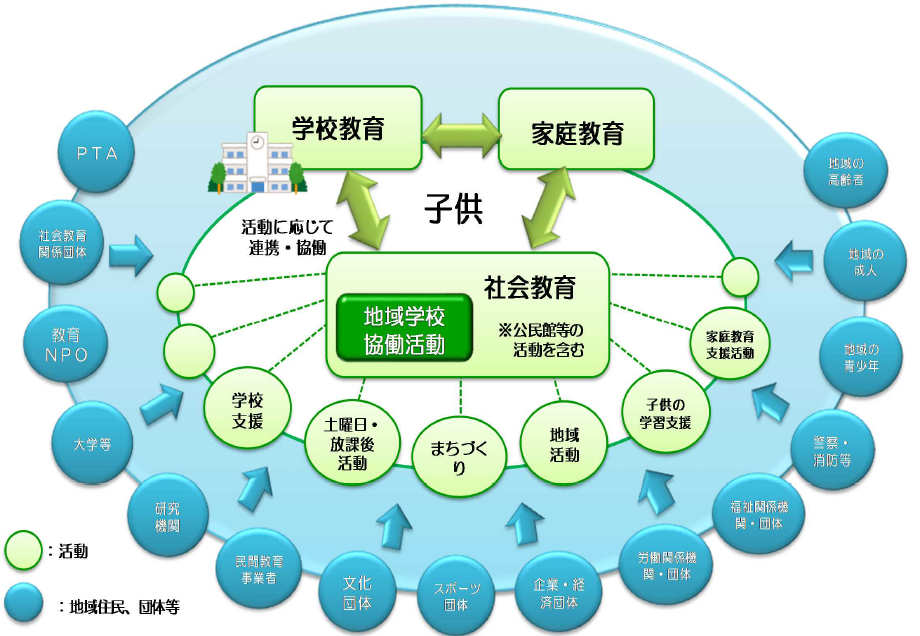 学校教育
家庭教育
子供
活動に応じて
連携・協働
社会教育
地域学校
協働活動
※公民館等の
活動を含む
学校
支援
土曜日・
放課後
活動
まちづく
り
地域
活動
子供の
学習支援
家庭教育
支援活動
PTA
社会教育
関係団体
教育
NPO
大学等
研究
機関
民間教育
事業者
文化
団体
スポーツ
団体
企業・経
済団体
労働関係機
関・団体
福祉関係機
関・団体
警察・
消防等
地域の
青少年
地域の
成人
地域の
高齢者
：活動
：地域住民、団体等